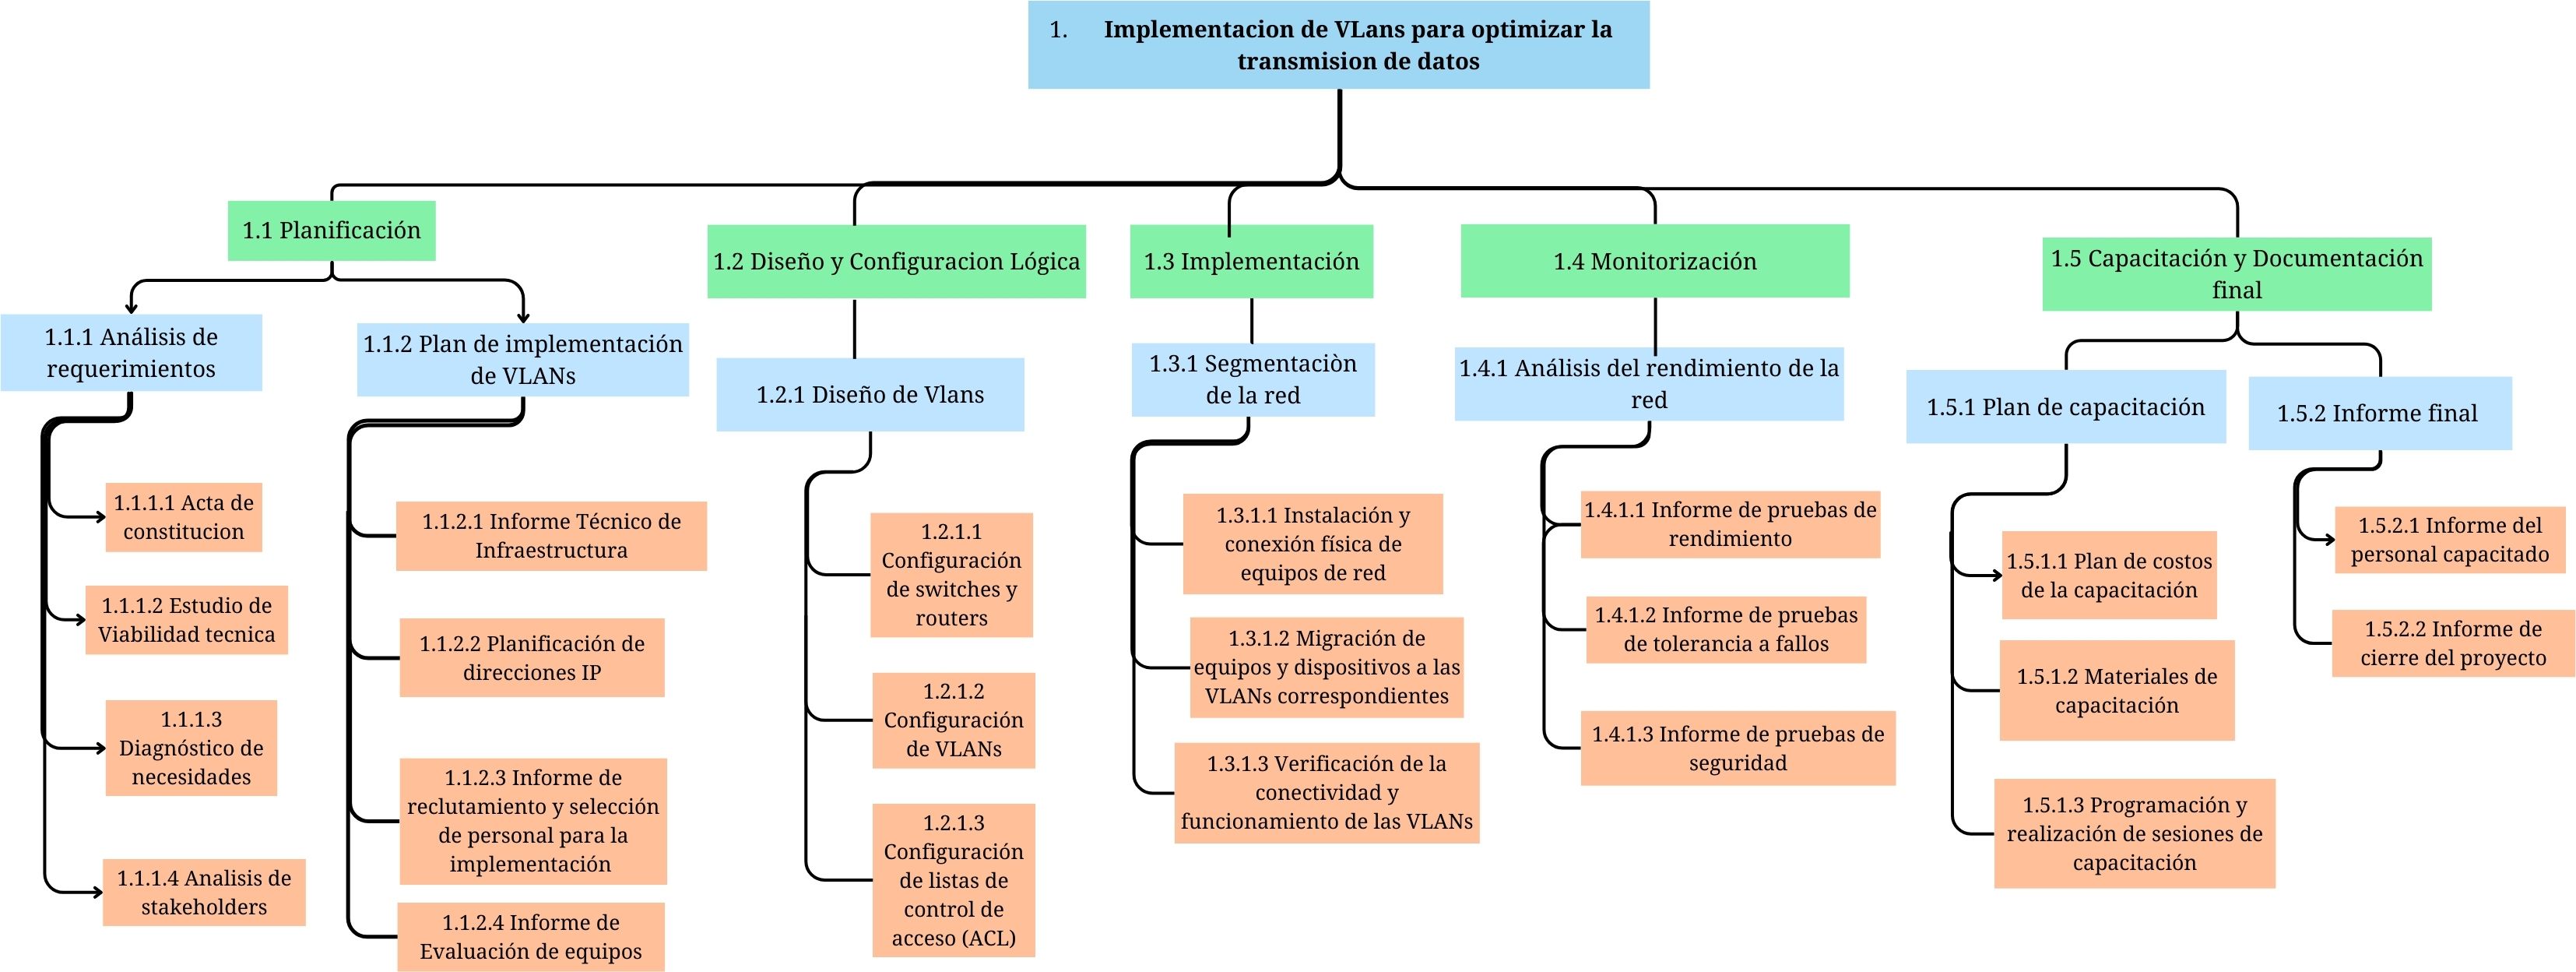 1. Implementacion de VLans para optimizar la
transmision de datos
1.1 Planificación
1.1.1 Análisis de
requerimientos
1.1.1.1 Acta de
constitucion
1.1.1.2 Estudio de
Viabilidad tecnica
1.1.1.3
Diagnóstico de
necesidades
1.1.1.4 Analisis de
stakeholders
1.1.2 Plan de implementación
de VLANs
1.1.2.1 Informe Técnico de
Infraestructura
1.1.2.2 Planificación de
direcciones IP
1.1.2.3 Informe de
reclutamiento y selección
de personal para la
implementación
1.1.2.4 Informe de
Evaluación de equipos
1.2 Diseño y Configuracion Lógica
1.2.1 Diseño de Vlans
1.2.1.1
Configuración
de switches y
routers
1.2.1.2
Configuración
de VLANs
1.2.1.3
Configuración
de listas de
control de
acceso (ACL)
1.3 Implementación
1.3.1 Segmentaciòn
de la red
1.3.1.1 Instalación y
conexión física de
equipos de red
1.3.1.2 Migración de
equipos y dispositivos a las
VLANs correspondientes
1.3.1.3 Verificación de la
conectividad y
funcionamiento de las VLANs
1.4 Monitorización
1.4.1 Análisis del rendimiento de la
red
1.4.1.1 Informe de pruebas de
rendimiento
1.4.1.2 Informe de pruebas
de tolerancia a fallos
1.4.1.3 Informe de pruebas de
seguridad
1.5 Capacitación y Documentación
final
1.5.1 Plan de capacitación
1.5.1.1 Plan de costos
de la capacitación
1.5.1.2 Materiales de
capacitación
1.5.1.3 Programación y
realización de sesiones de
capacitación
1.5.2 Informe final
1.5.2.1 Informe del
personal capacitado
1.5.2.2 Informe de
cierre del proyecto